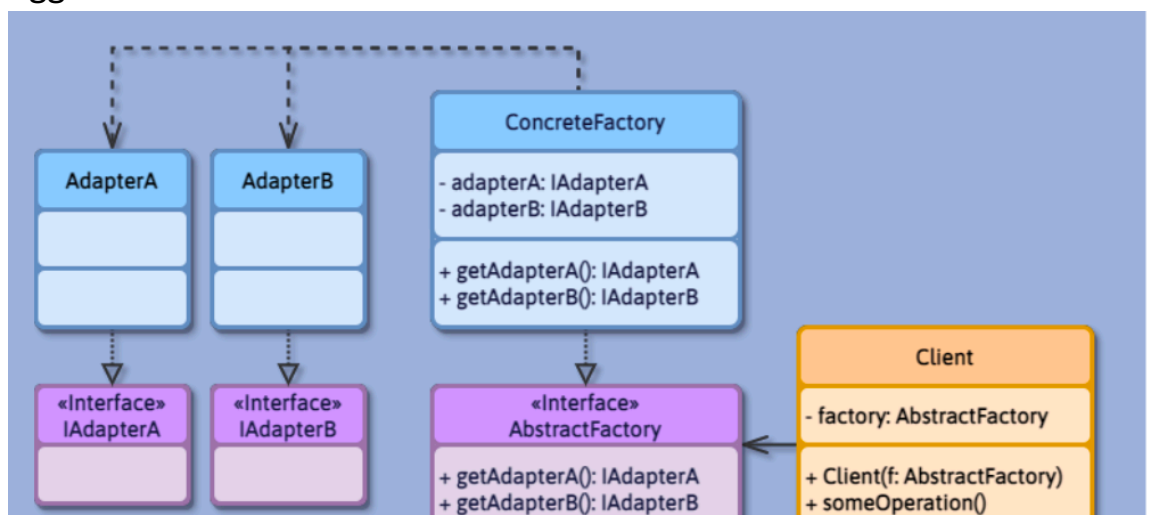 AdapterA
AdapterB
ConcreteFactory
- adapterA: IAdapterA
- adapterB: IAdapterB
+ getAdapterA(): IAdapterA
+ getAdapterB(): IAdapterB
«Interface»
IAdapterA
«Interface»
IAdapterB
«Interface»
AbstractFactory
+ getAdapterA(): IAdapterA
+ getAdapterB(): IAdapterB
Client
- factory: AbstractFactory
+ Client(f: AbstractFactory)
+ someOperation()